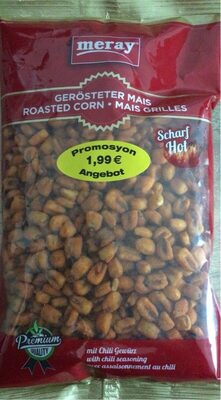 meray
GERÖSTETER MAIS
ROASTED CORN • MAIS GRILLES
Scharf
Hot
Promosyon
1,99 €
Angebot
Premium
QUALITY
mit Chili Gewürz
with chili seasoning
avec assaisonnement au chili